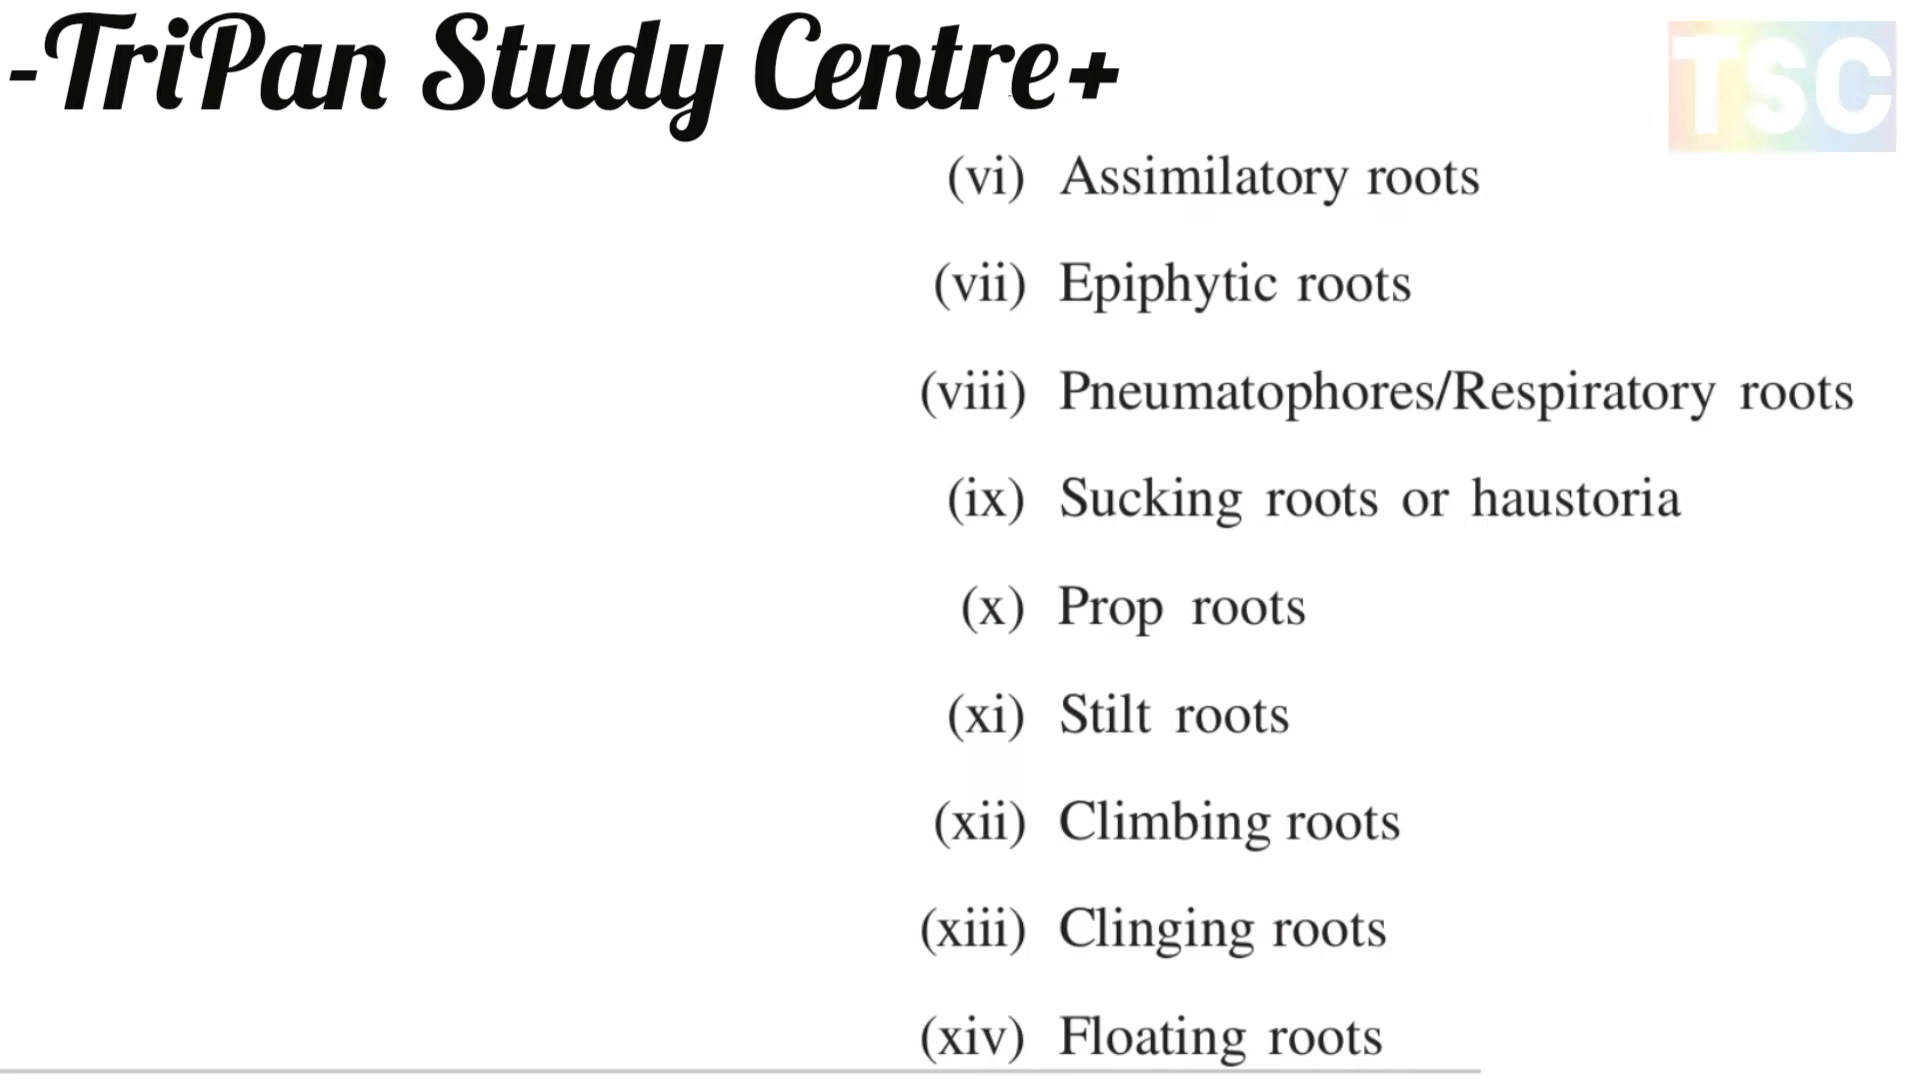 -TriPan Study Centre+
TSC
(vi) Assimilatory roots
(vii) Epiphytic roots
(viii) Pneumatophores/Respiratory roots
(ix) Sucking roots or haustoria
(x) Prop roots
(xi) Stilt roots
(xii) Climbing roots
(xiii) Clinging roots
(xiv) Floating roots